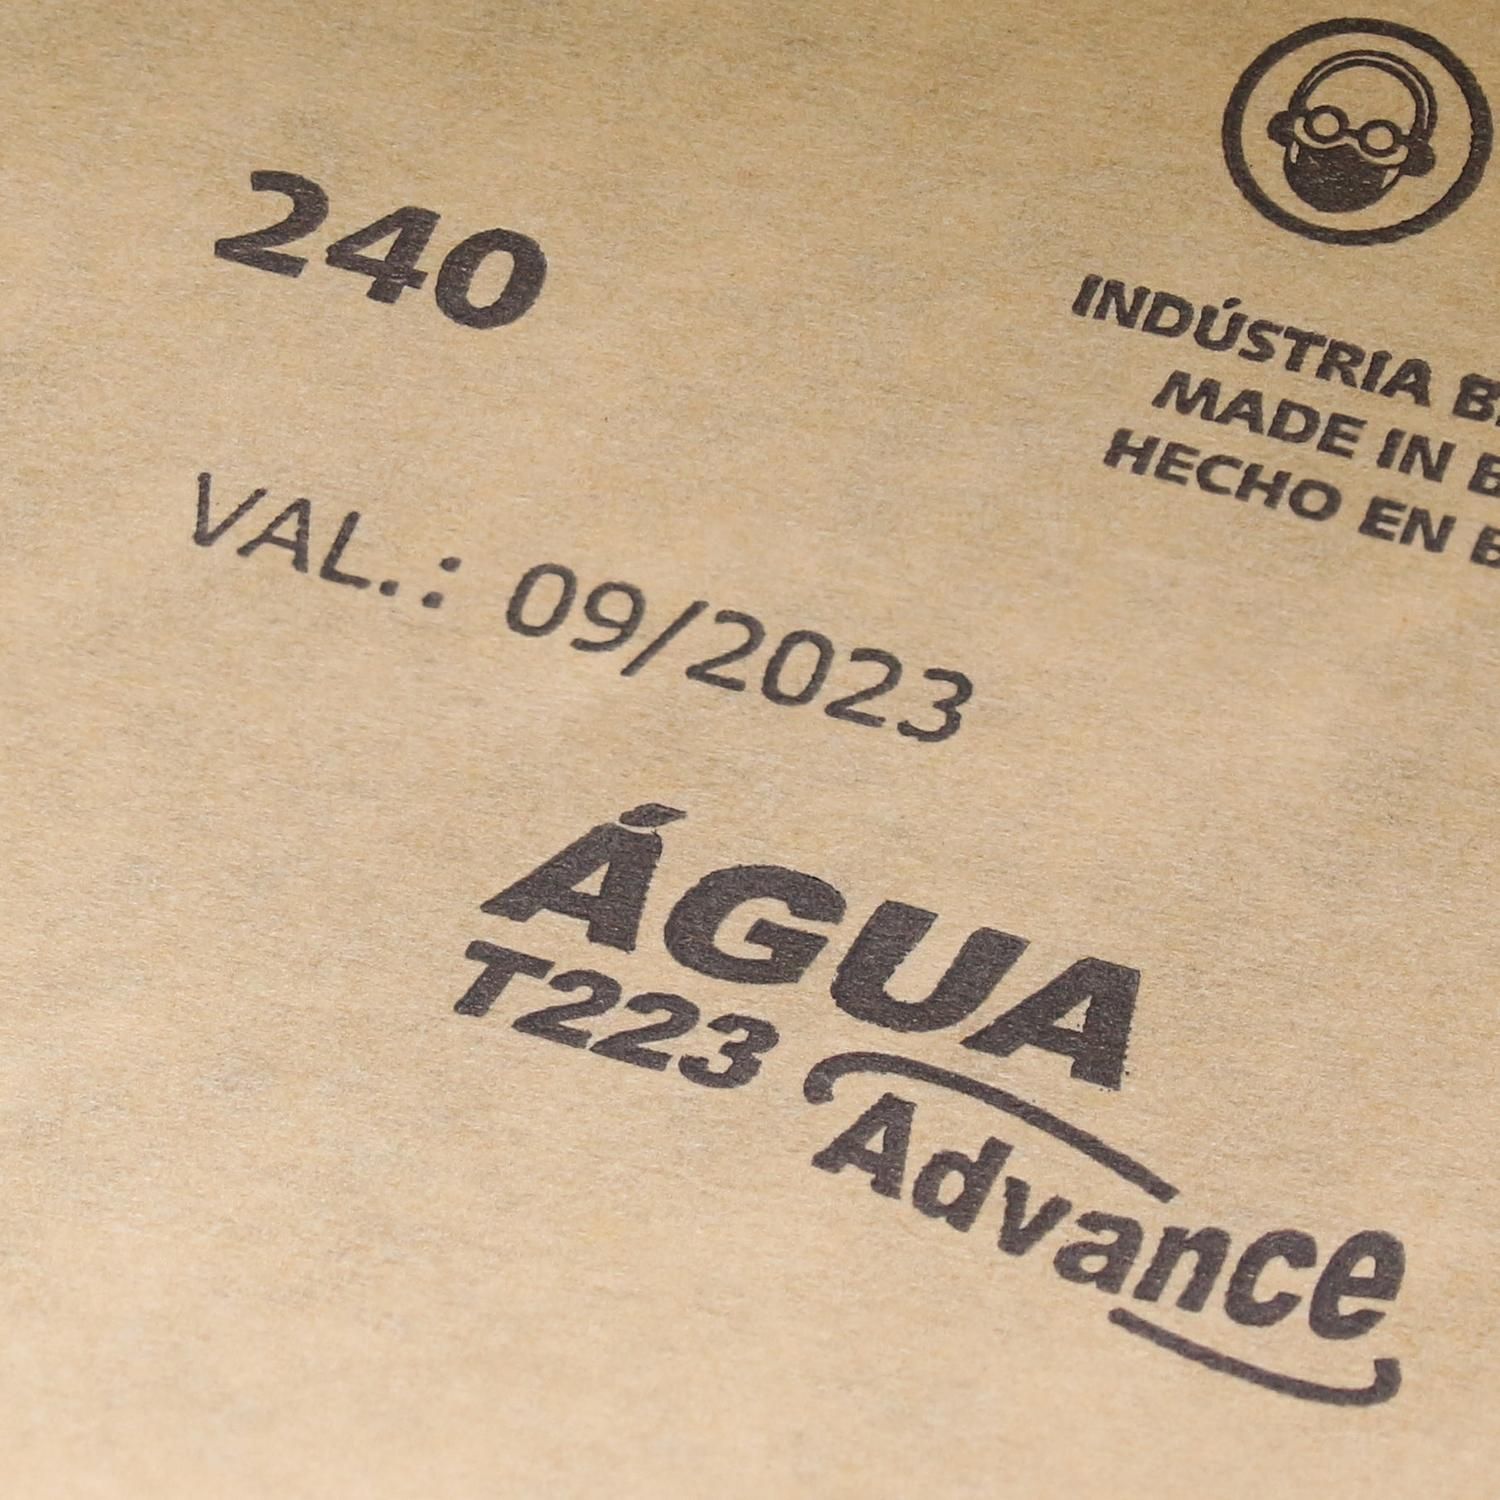 240
INDÚSTRIA
MADE IN
HECHO EN
VAL.: 09/2023
ÁGUA
T223
Advance